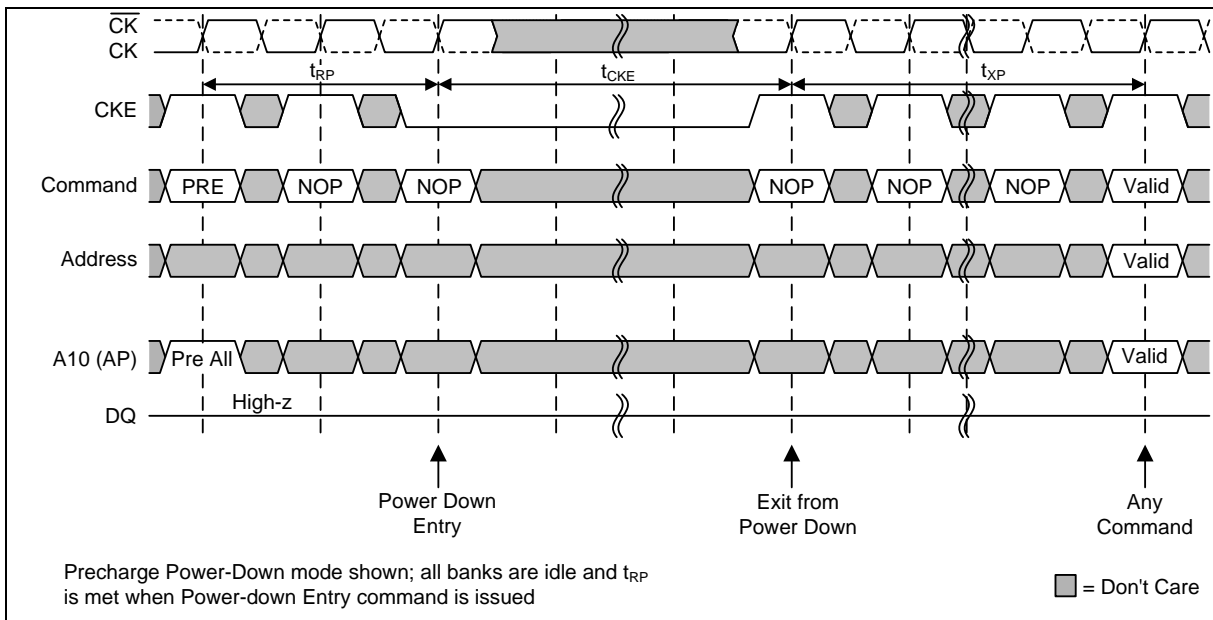 CK
CK
tRP
tCKE
tXP
CKE
Command
PRE
NOP
NOP
NOP
NOP
NOP
Valid
Address
Valid
A10 (AP)
Pre All
Valid
High-z
DQ
Power Down
Entry
Exit from
Power Down
Any
Command
Precharge Power-Down mode shown; all banks are idle and tRP
is met when Power-down Entry command is issued
= Don't Care